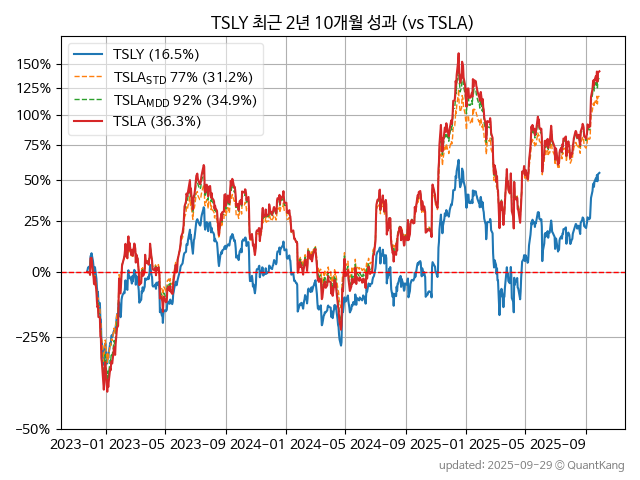 TSLY 최근 2년 10개월 성과 (vs TSLA)
TSLY (16.5%)
TSLA_STD 77% (31.2%)
TSLA_MDD 92% (34.9%)
TSLA (36.3%)
150%
125%
100%
75%
50%
25%
0%
−25%
−50%
2023-01 2023-05 2023-09 2024-01 2024-05 2024-09 2025-01 2025-05 2025-09
updated: 2025-09-29 © QuantKang